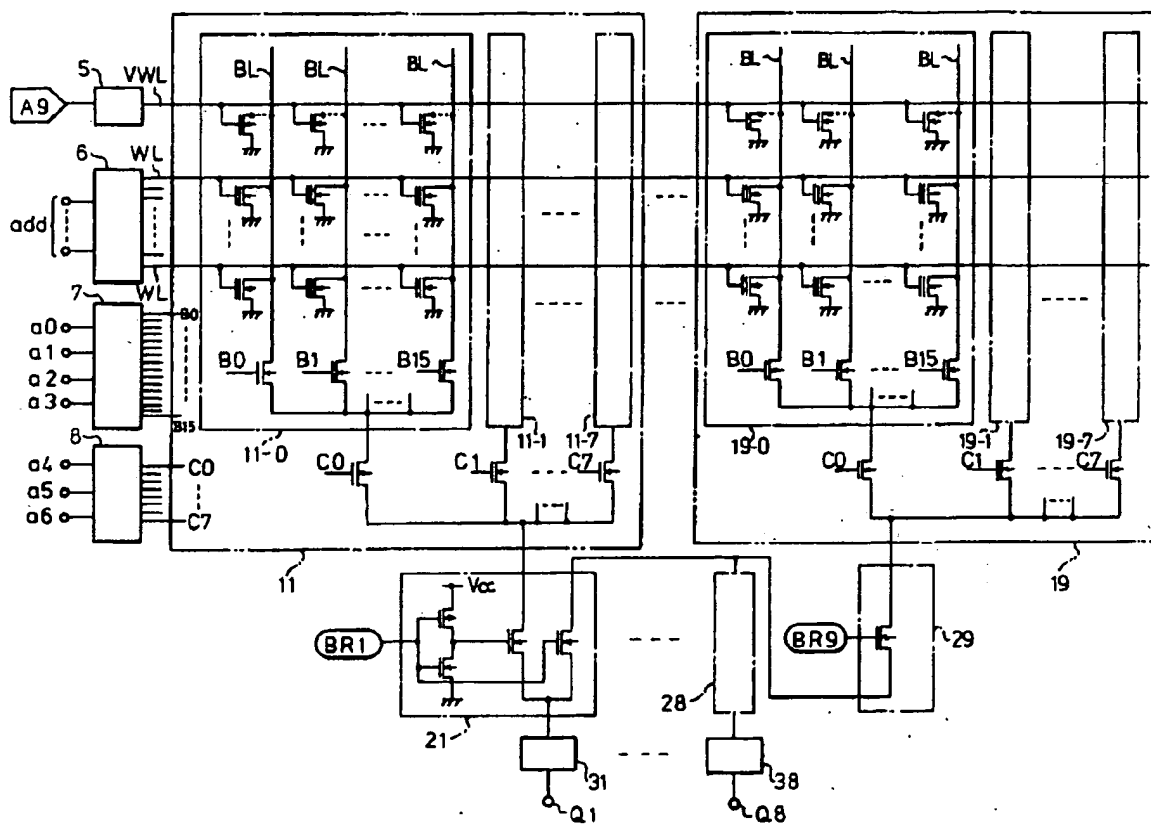 5 VWL BL BL BL BL BL BL
A9
6 WL
add
7 WL
B0
a0
a1
a2
a3
B15
B0 B1 B15 B0 B1 B15
8
11-0 11-1 11-7 19-0 19-1 19-7
a4 C0
a5
a6 C7
C0 C1 C7 C0 C1 C7
11 19
Vcc
BR1 BR9 29
28
21
31 38
Q1 Q8